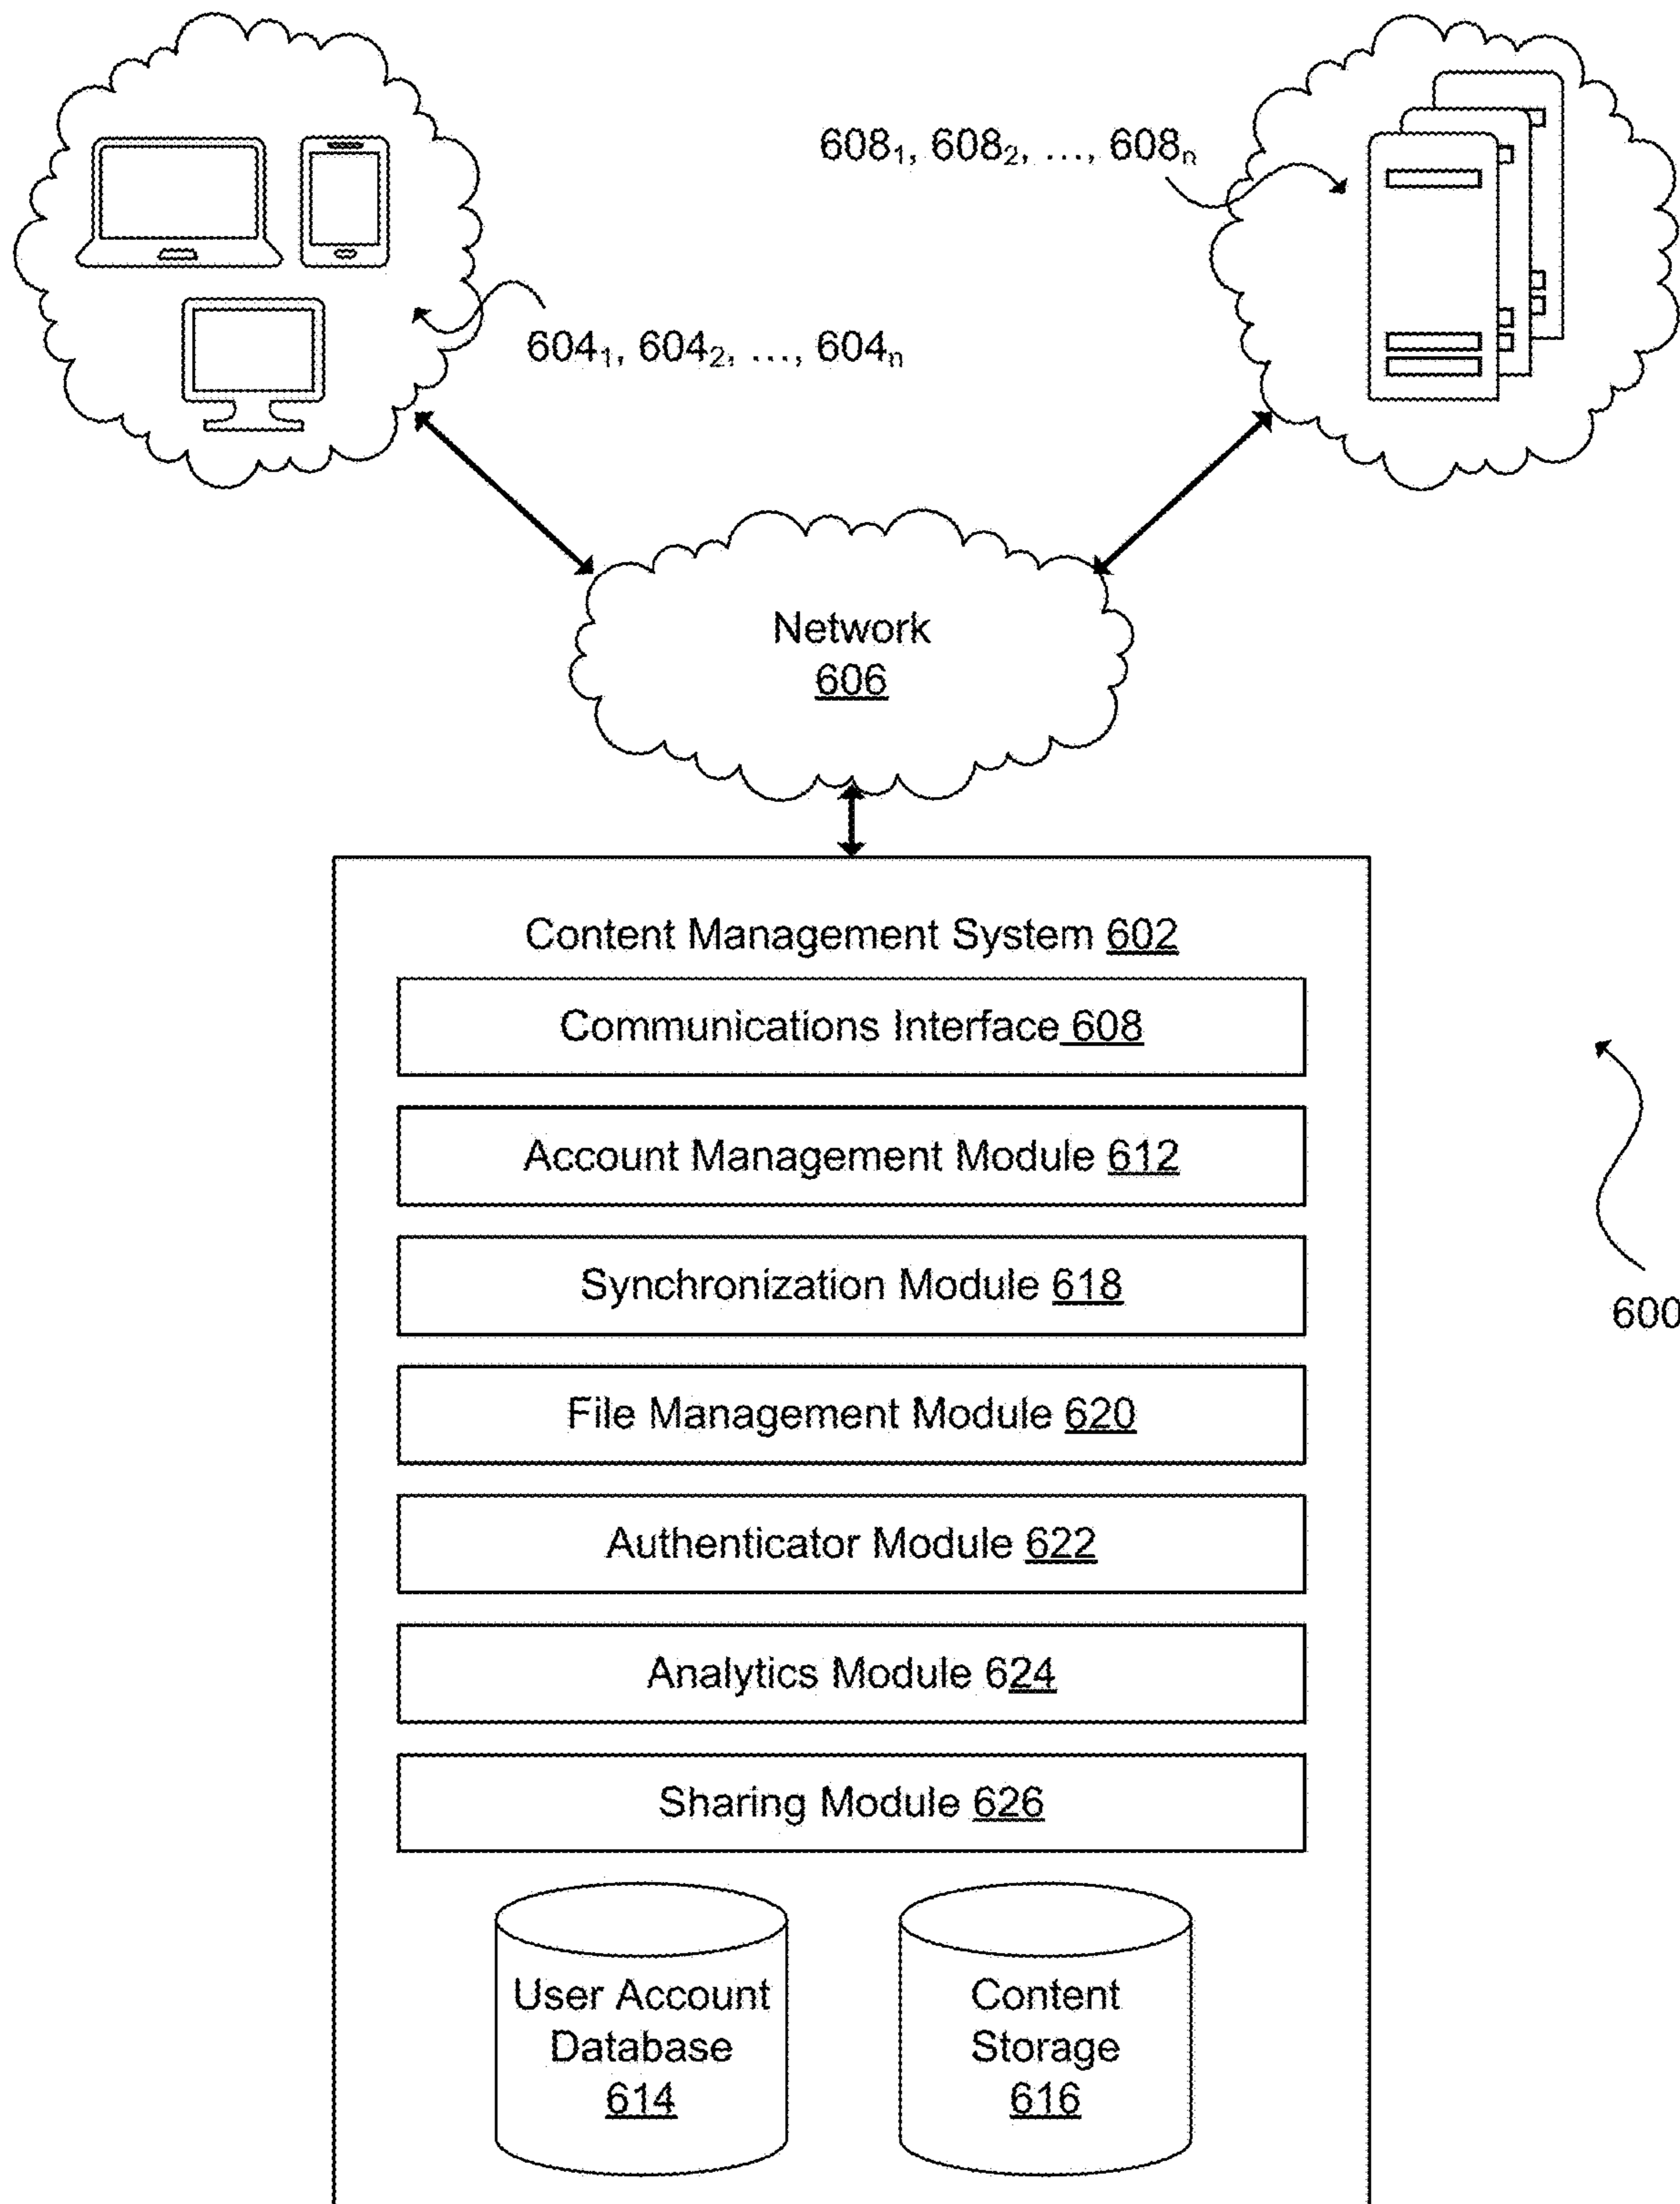 608₁, 608₂, ..., 608ₙ
604₁, 604₂, ..., 604ₙ
Network
606
Content Management System 602
Communications Interface 608
Account Management Module 612
Synchronization Module 618
600
File Management Module 620
Authenticator Module 622
Analytics Module 624
Sharing Module 626
User Account
Database
614
Content
Storage
616